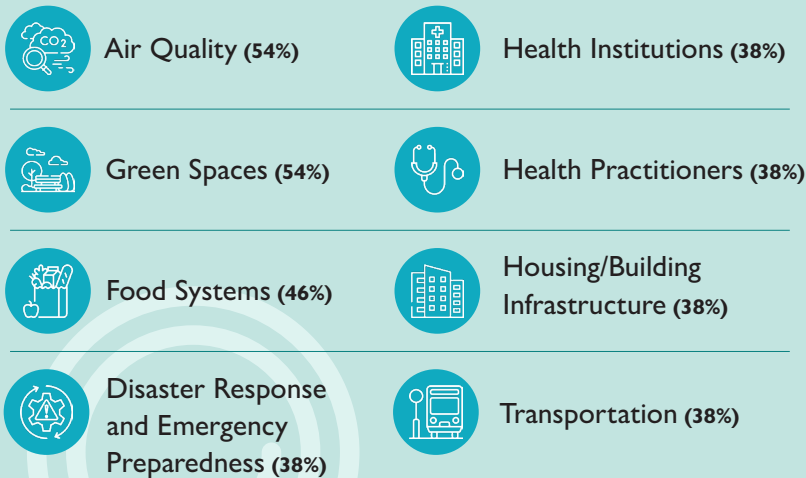 CO2
Air Quality (54%)
Health Institutions (38%)
Green Spaces (54%)
Health Practitioners (38%)
Food Systems (46%)
Housing/Building
Infrastructure (38%)
Disaster Response
and Emergency
Preparedness (38%)
Transportation (38%)